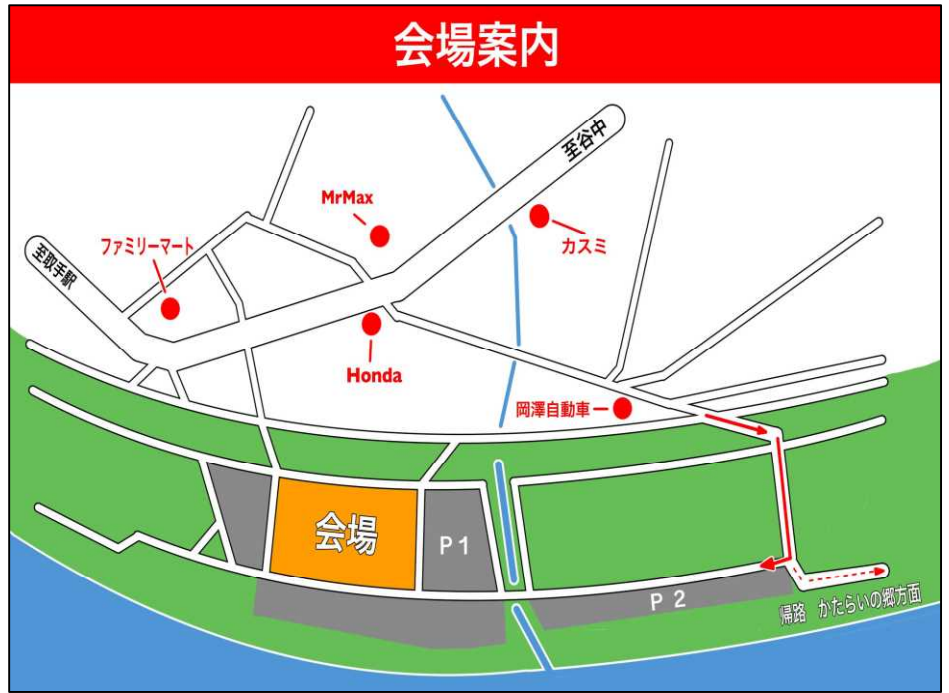 会場案内
至谷中
MrMax
カスミ
ファミリーマート
至取手駅
Honda
岡澤自動車
会場
P1
P 2
帰路 かたらいの郷方面